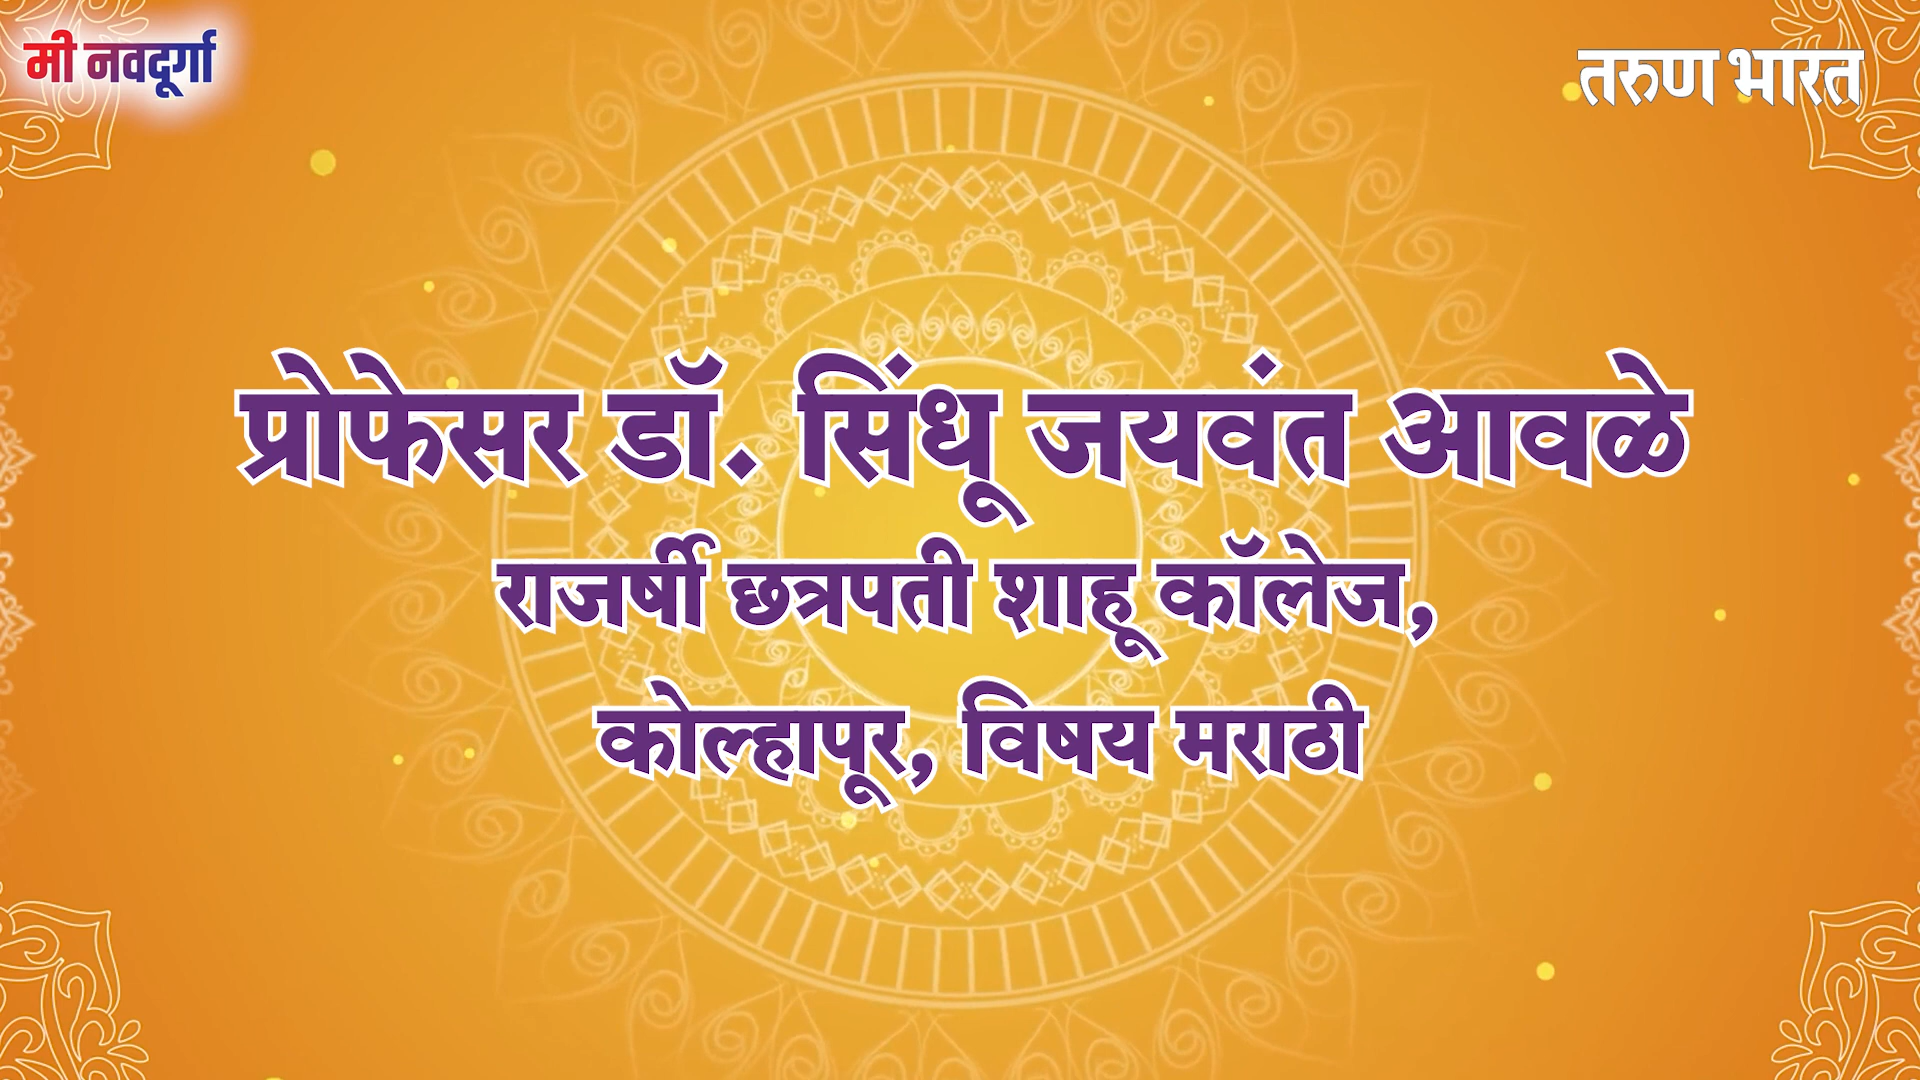 मी नवदूर्गा
तरुण भारत
प्रोफेसर डॉ. सिंधू जयवंत आवळे
राजर्षी छत्रपती शाहू कॉलेज,
कोल्हापूर, विषय मराठी